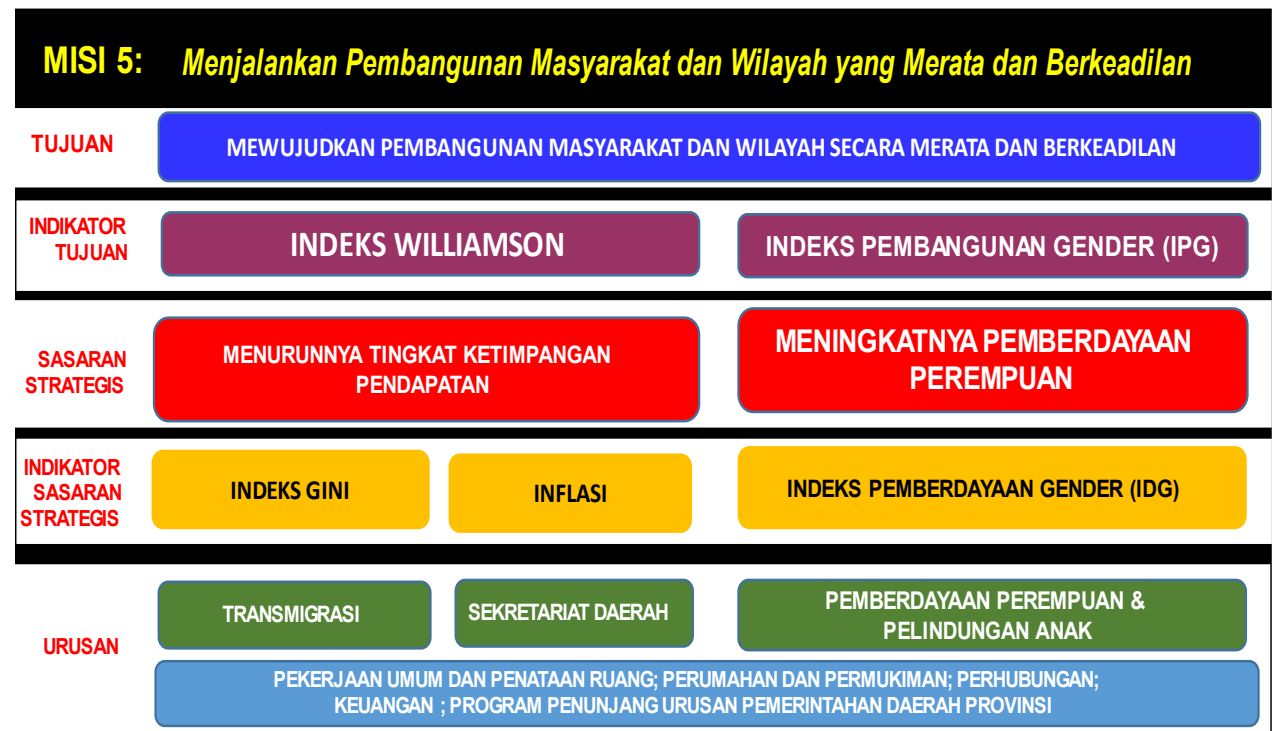 MISI 5: Menjalankan Pembangunan Masyarakat dan Wilayah yang Merata dan Berkeadilan
TUJUAN
MEWUJUDKAN PEMBANGUNAN MASYARAKAT DAN WILAYAH SECARA MERATA DAN BERKEADILAN
INDIKATOR
TUJUAN
INDEKS WILLIAMSON
INDEKS PEMBANGUNAN GENDER (IPG)
SASARAN
STRATEGIS
MENURUNNYA TINGKAT KETIMPANGAN
PENDAPATAN
MENINGKATNYA PEMBERDAYAAN
PEREMPUAN
INDIKATOR
SASARAN
STRATEGIS
INDEKS GINI
INFLASI
INDEKS PEMBERDAYAAN GENDER (IDG)
URUSAN
TRANSMIGRASI
SEKRETARIAT DAERAH
PEMBERDAYAAN PEREMPUAN &
PELINDUNGAN ANAK
PEKERJAAN UMUM DAN PENATAAN RUANG; PERUMAHAN DAN PERMUKIMAN; PERHUBUNGAN;
KEUANGAN ; PROGRAM PENUNJANG URUSAN PEMERINTAHAN DAERAH PROVINSI